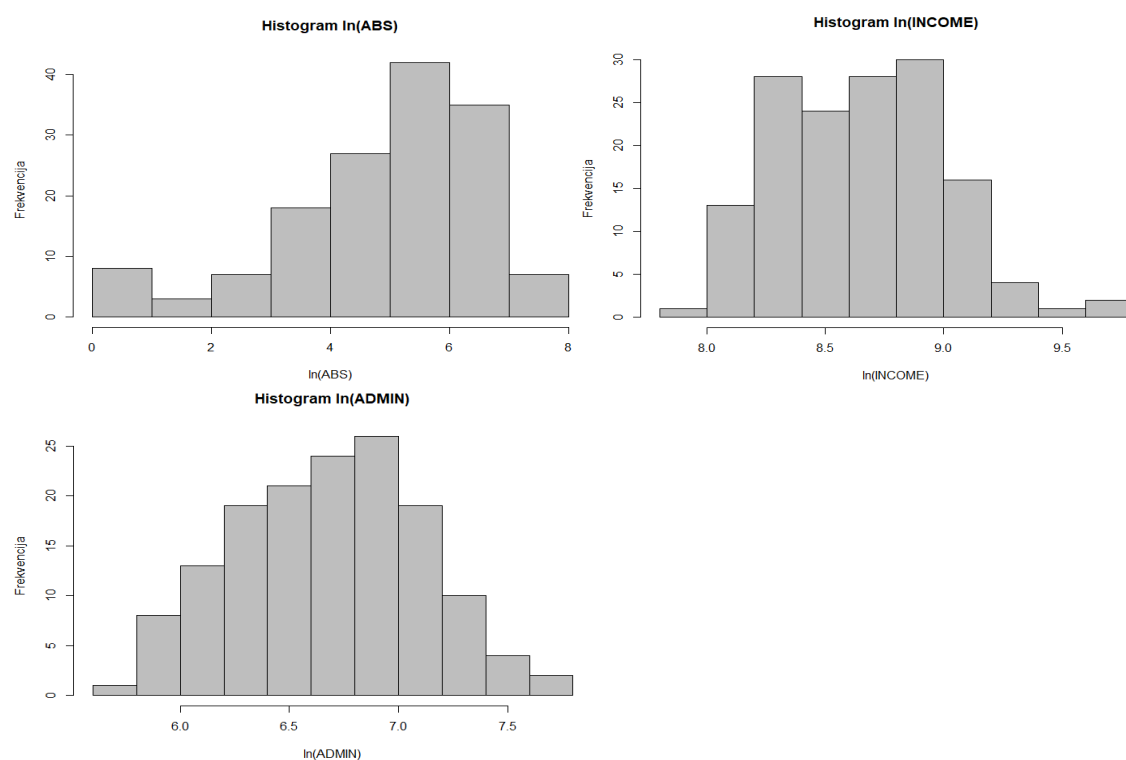 Histogram ln(ABS)
Frekvencija
40
30
20
10
0
0 2 4 6 8
ln(ABS)
Histogram ln(INCOME)
Frekvencija
30
25
20
15
10
5
0
8.0 8.5 9.0 9.5
ln(INCOME)
Histogram ln(ADMIN)
Frekvencija
25
20
15
10
5
0
6.0 6.5 7.0 7.5
ln(ADMIN)